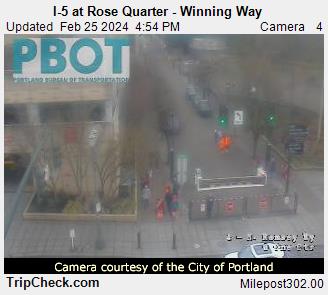 I-5 at Rose Quarter - Winning Way
Updated Feb 25 2024 4:54 PM Camera 4
PBOT
PORTLAND BUREAU OF TRANSPORTATION
Camera courtesy of the City of Portland
TripCheck.com Milepost302.00